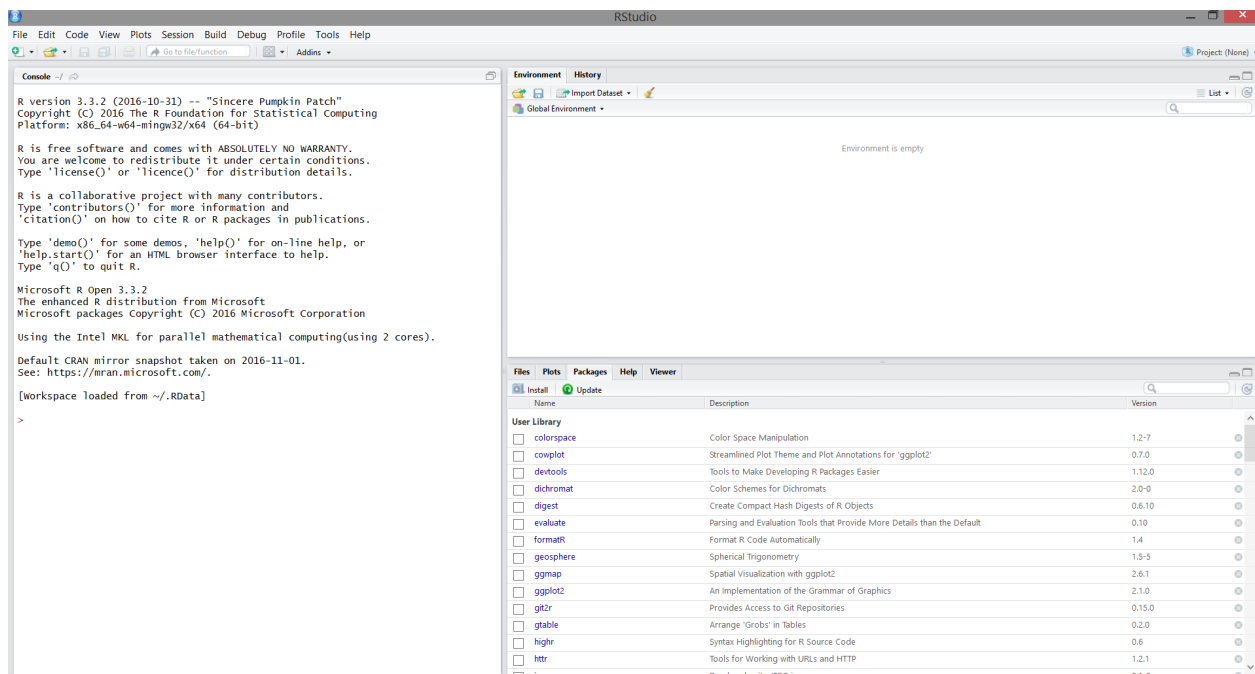 RStudio
File Edit Code View Plots Session Build Debug Profile Tools Help
Go to file/function Addins Project: (None)
Console ~/
R version 3.3.2 (2016-10-31) -- "Sincere Pumpkin Patch"
Copyright (C) 2016 The R Foundation for Statistical Computing
Platform: x86_64-w64-mingw32/x64 (64-bit)
R is free software and comes with ABSOLUTELY NO WARRANTY.
You are welcome to redistribute it under certain conditions.
Type 'license()' or 'licence()' for distribution details.
R is a collaborative project with many contributors.
Type 'contributors()' for more information and
'citation()' on how to cite R or R packages in publications.
Type 'demo()' for some demos, 'help()' for on-line help, or
'help.start()' for an HTML browser interface to help.
Type 'q()' to quit R.
Microsoft R Open 3.3.2
The enhanced R distribution from Microsoft
Microsoft packages Copyright (C) 2016 Microsoft Corporation
Using the Intel MKL for parallel mathematical computing(using 2 cores).
Default CRAN mirror snapshot taken on 2016-11-01.
See: https://mran.microsoft.com/.
[Workspace loaded from ~/.RData]
>
Environment History
Import Dataset List
Global Environment
Environment is empty
Files Plots Packages Help Viewer
Install Update
Name Description Version
User Library
colorspace Color Space Manipulation 1.2-7
cowplot Streamlined Plot Theme and Plot Annotations for 'ggplot2' 0.7.0
devtools Tools to Make Developing R Packages Easier 1.12.0
dichromat Color Schemes for Dichromats 2.0-0
digest Create Compact Hash Digests of R Objects 0.6.10
evaluate Parsing and Evaluation Tools that Provide More Details than the Default 0.10
formatR Format R Code Automatically 1.4
geosphere Spherical Trigonometry 1.5-5
ggmap Spatial Visualization with ggplot2 2.6.1
ggplot2 An Implementation of the Grammar of Graphics 2.1.0
git2r Provides Access to Git Repositories 0.15.0
gtable Arrange 'Grobs' in Tables 0.2.0
highr Syntax Highlighting for R Source Code 0.6
httr Tools for Working with URLs and HTTP 1.2.1